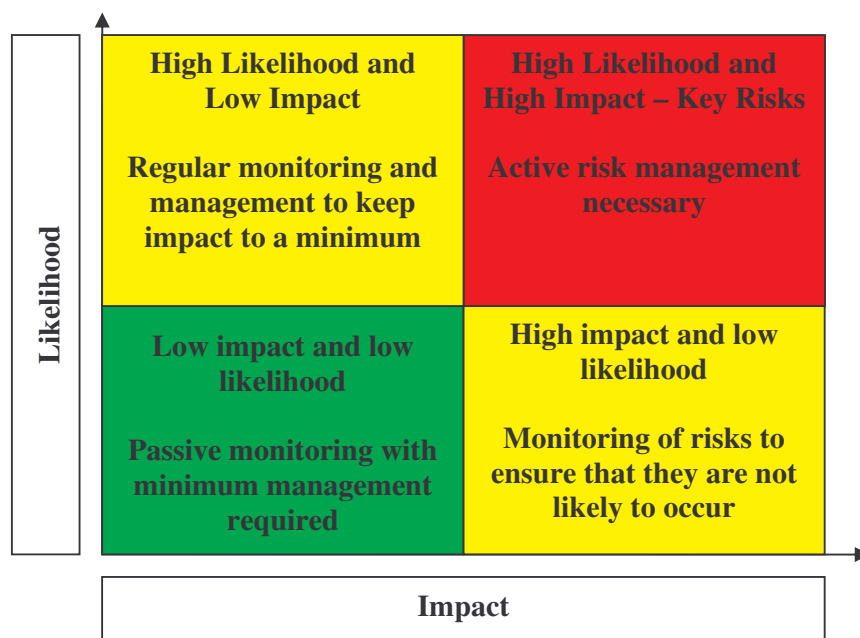 High Likelihood and
Low Impact
Regular monitoring and
management to keep
impact to a minimum
High Likelihood and
High Impact – Key Risks
Active risk management
necessary
Likelihood
Low impact and low
likelihood
Passive monitoring with
minimum management
required
High impact and low
likelihood
Monitoring of risks to
ensure that they are not
likely to occur
Impact